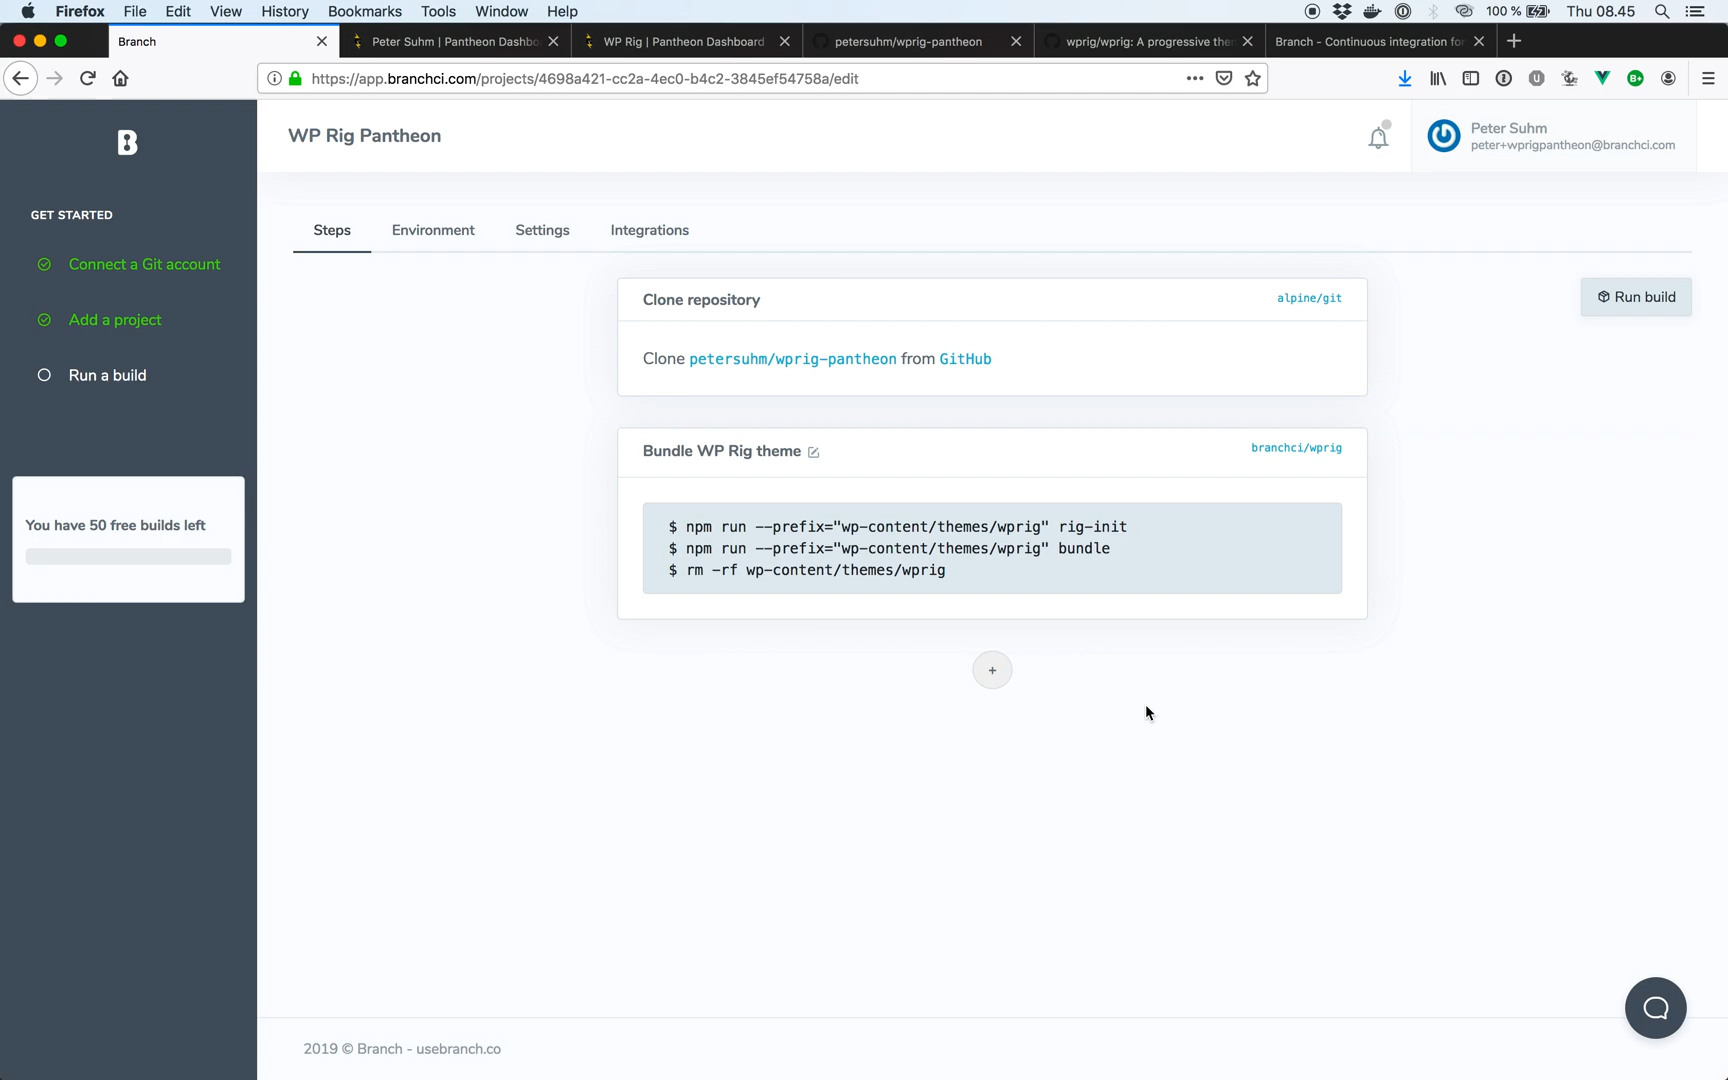 Firefox File Edit View History Bookmarks Tools Window Help 100 % Thu 08.45
Branch Peter Suhm | Pantheon Dashbo WP Rig | Pantheon Dashboard petersuhm/wprig-pantheon wprig/wprig: A progressive the Branch - Continuous integration for
https://app.branchci.com/projects/4698a421-cc2a-4ec0-b4c2-3845ef54758a/edit
WP Rig Pantheon
Peter Suhm
peter+wprigpantheon@branchci.com
GET STARTED
Connect a Git account
Add a project
Run a build
You have 50 free builds left
Steps Environment Settings Integrations
Run build
Clone repository alpine/git
Clone petersuhm/wprig-pantheon from GitHub
Bundle WP Rig theme branchci/wprig
$ npm run --prefix="wp-content/themes/wprig" rig-init
$ npm run --prefix="wp-content/themes/wprig" bundle
$ rm -rf wp-content/themes/wprig
+
2019 © Branch - usebranch.co